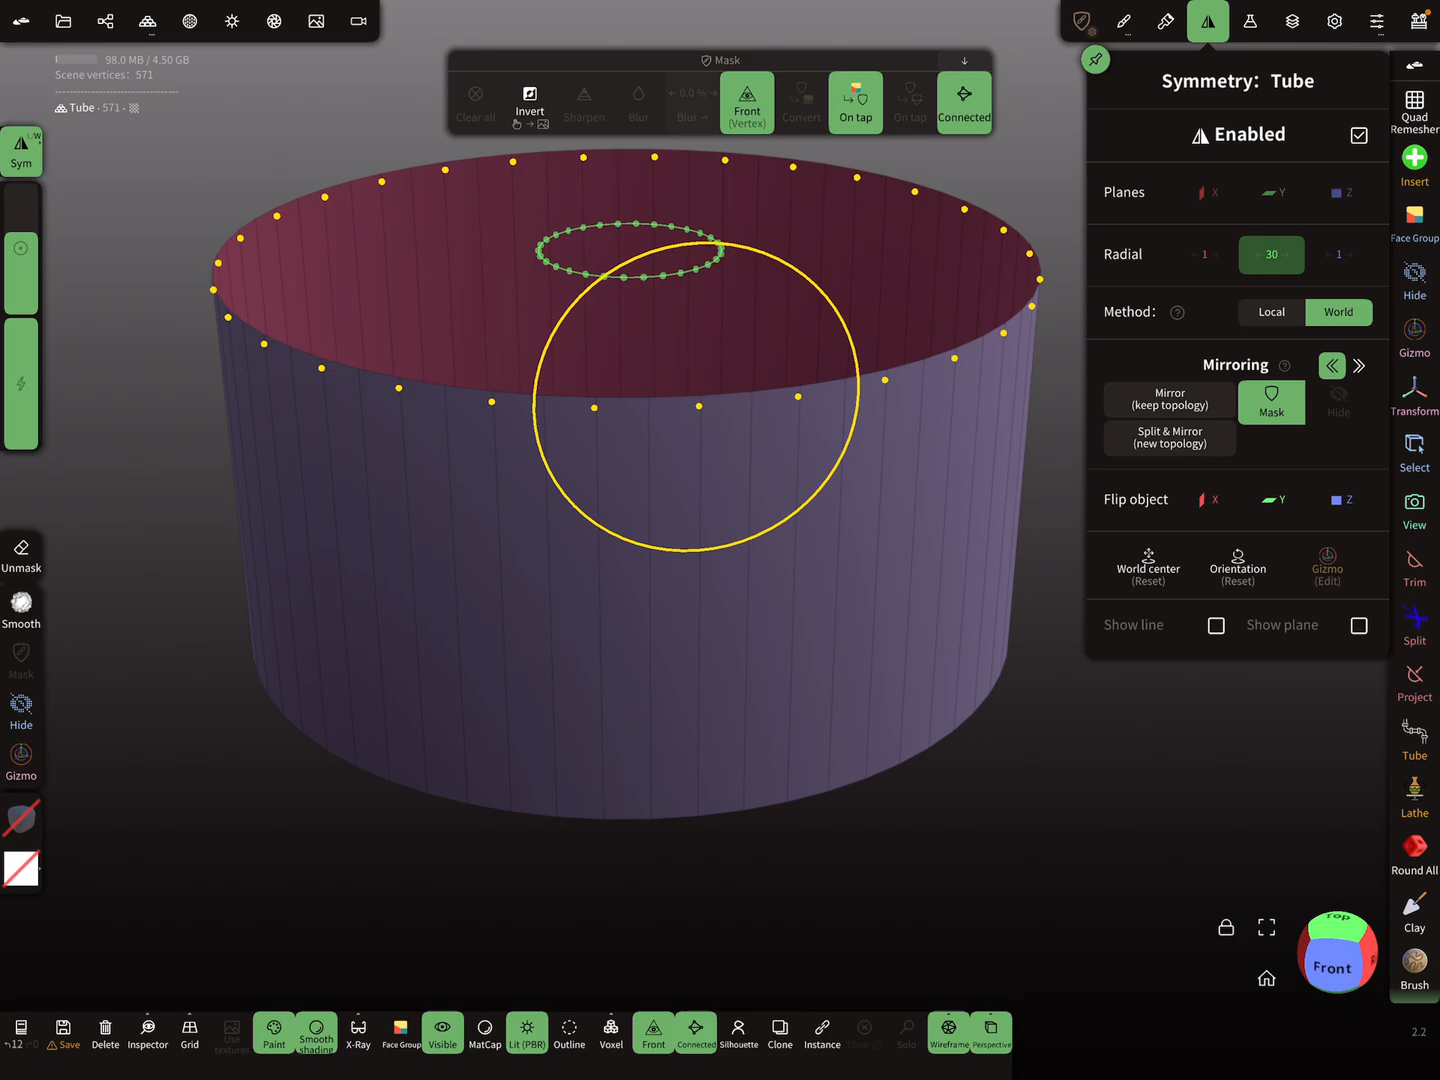 98.0 MB / 4.50 GB
Scene vertices: 571
Tube - 571 -
L/W
Sym
Mask
Clear all
Invert
Sharpen
Blur
← 0.0 % →
Blur →
Front
(Vertex)
Convert
On tap
On tap
Connected
Symmetry: Tube
Enabled
Planes
X
Y
Z
Radial
1
30
1
Method:
?
Local
World
Mirroring
?
Mirror
(keep topology)
Mask
Hide
Split & Mirror
(new topology)
Flip object
X
Y
Z
World center
(Reset)
Orientation
(Reset)
Gizmo
(Edit)
Show line
Show plane
Quad
Remesher
Insert
Face Group
Hide
Gizmo
Transform
Select
View
Trim
Split
Project
Tube
Lathe
Round All
Clay
Brush
Unmask
Smooth
Mask
Hide
Gizmo
Top
Front
R
12
0
Save
Delete
Inspector
Grid
Use
textures
Paint
Smooth
shading
X-Ray
Face Group
Visible
MatCap
Lit (PBR)
Outline
Voxel
Front
Connected
Silhouette
Clone
Instance
Solo
Wireframe
Perspective
2.2